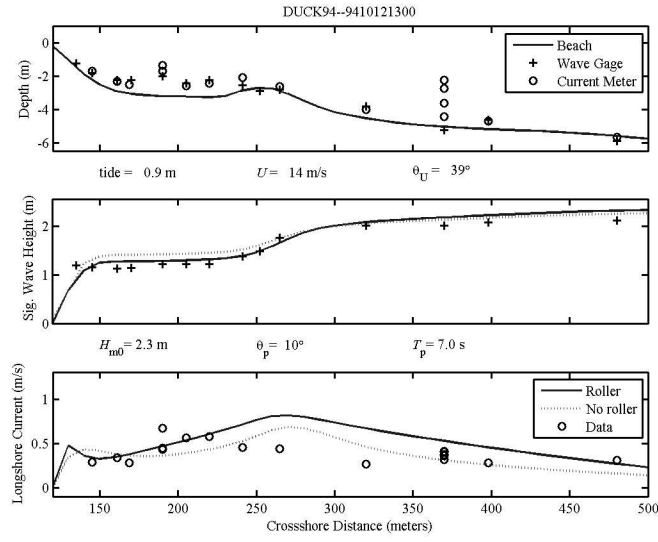 DUCK94--9410121300
Depth (m)
0
-2
-4
-6
Beach
Wave Gage
Current Meter
tide = 0.9 m U = 14 m/s θU = 39°
Sig. Wave Height (m)
2
1
0
Hm0 = 2.3 m θp = 10° Tp = 7.0 s
Longshore Current (m/s)
1
0.5
0
Roller
No roller
Data
150 200 250 300 350 400 450 500
Crossshore Distance (meters)